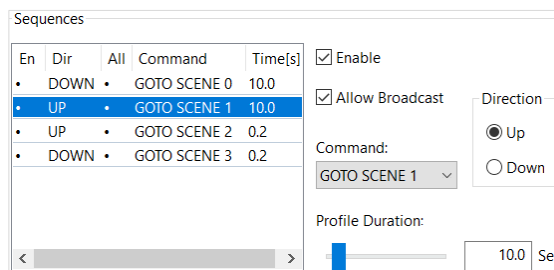 Sequences
En Dir All Command Time[s]
• DOWN • GOTO SCENE 0 10.0
• UP • GOTO SCENE 1 10.0
• UP • GOTO SCENE 2 0.2
• DOWN • GOTO SCENE 3 0.2
Enable
Allow Broadcast
Direction
Up
Down
Command:
GOTO SCENE 1
Profile Duration:
10.0 Se